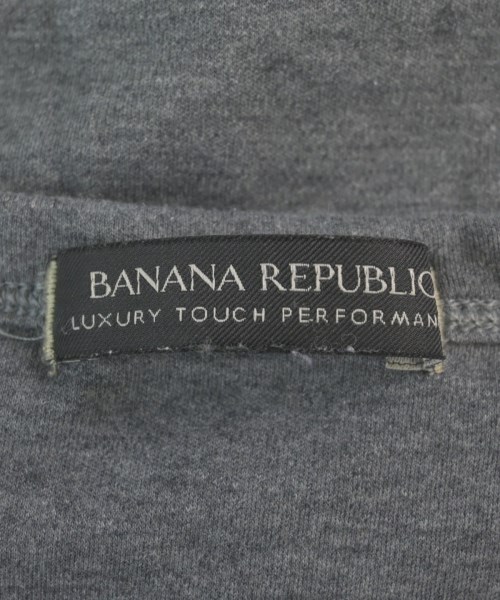 BANANA REPUBLIC
LUXURY TOUCH PERFORMAN